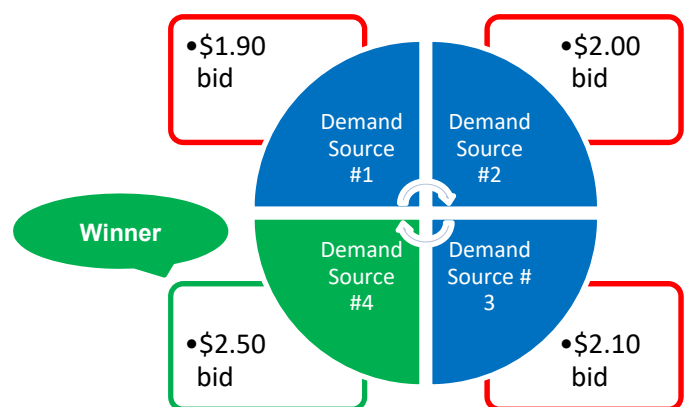 •$1.90
bid
•$2.00
bid
Demand
Source
#1
Demand
Source
#2
Winner
Demand
Source
#4
Demand
Source #
3
•$2.50
bid
•$2.10
bid